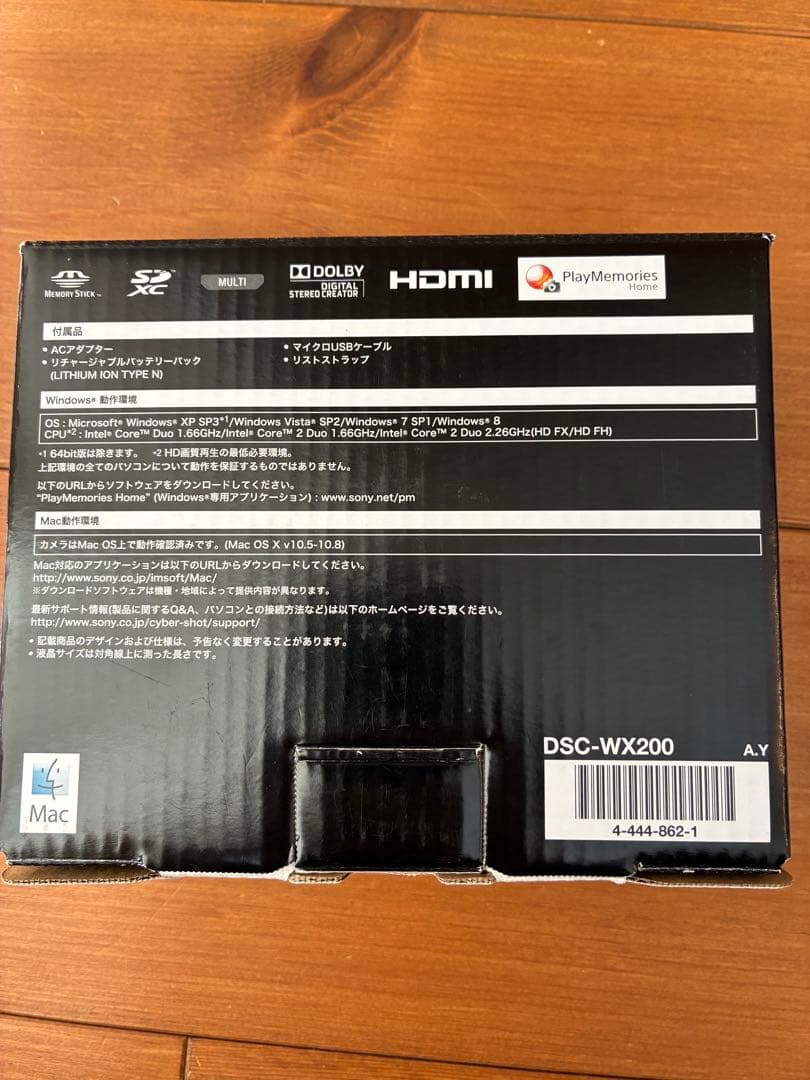 MEMORY STICK™
SD XC™
MULTI
DOLBY
DIGITAL
STEREO CREATOR
HDMI
PlayMemories
Home
付属品
• ACアダプター
• リチャージャブルバッテリーパック
(LITHIUM ION TYPE N)
• マイクロUSBケーブル
• リストストラップ
Windows® 動作環境
OS : Microsoft® Windows® XP SP3*1/Windows Vista® SP2/Windows® 7 SP1/Windows® 8
CPU*2 : Intel® Core™ Duo 1.66GHz/Intel® Core™ 2 Duo 1.66GHz/Intel® Core™ 2 Duo 2.26GHz(HD FX/HD FH)
*1 64bit版は除きます。 *2 HD画質再生の最低必要環境。
上記環境の全てのパソコンについて動作を保証するものではありません。
以下のURLからソフトウェアをダウンロードしてください。
“PlayMemories Home” (Windows®専用アプリケーション) : www.sony.net/pm
Mac動作環境
カメラはMac OS上で動作確認済みです。(Mac OS X v10.5-10.8)
Mac対応のアプリケーションは以下のURLからダウンロードしてください。
http://www.sony.co.jp/imsoft/Mac/
※ダウンロードソフトウェアは機種・地域によって提供内容が異なります。
最新サポート情報(製品に関するQ&A、パソコンとの接続方法など)は以下のホームページをご覧ください。
http://www.sony.co.jp/cyber-shot/support/
• 記載商品のデザインおよび仕様は、予告なく変更することがあります。
• 液晶サイズは対角線上に測った長さです。
Mac
DSC-WX200
A.Y
4-444-862-1